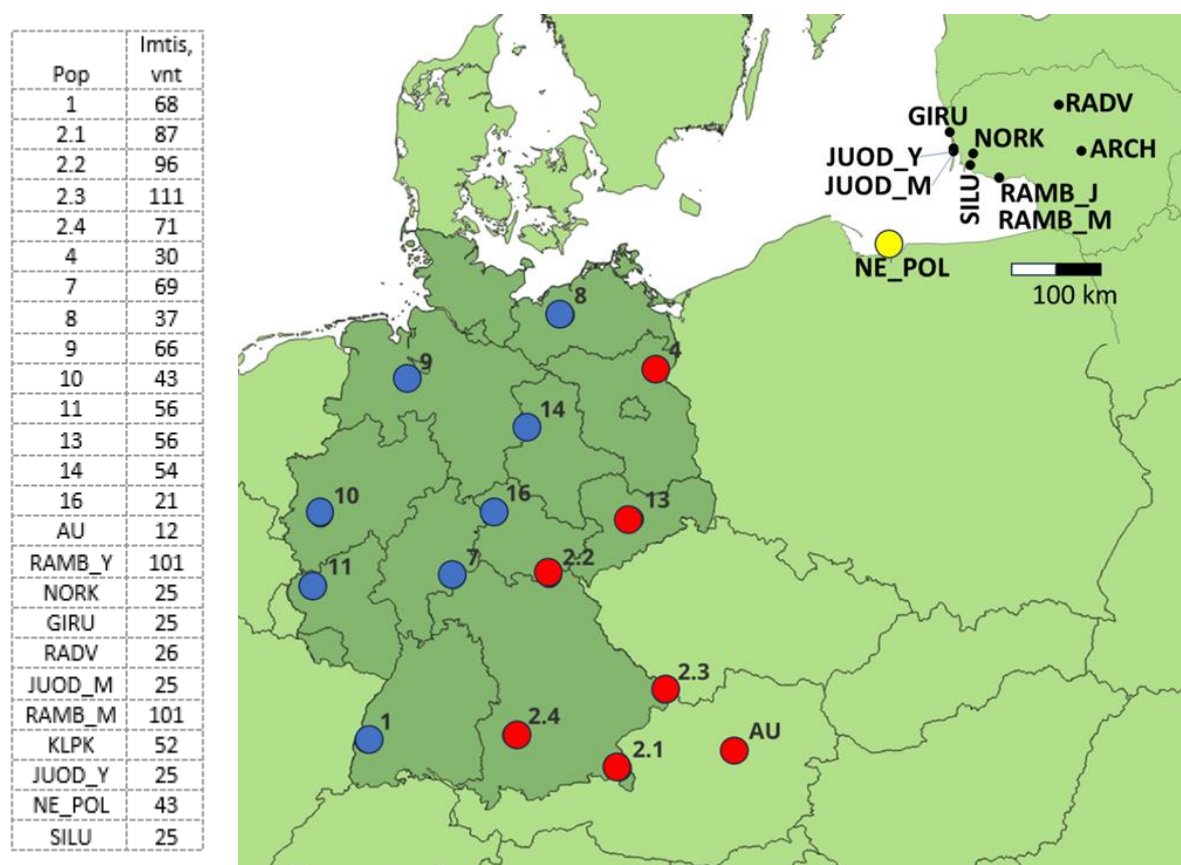 Pop Imtis, vnt
1 68
2.1 87
2.2 96
2.3 111
2.4 71
4 30
7 69
8 37
9 66
10 43
11 56
13 56
14 54
16 21
AU 12
RAMB_Y 101
NORK 25
GIRU 25
RADV 26
JUOD_M 25
RAMB_M 101
KLPK 52
JUOD_Y 25
NE_POL 43
SILU 25
RADV
GIRU
NORK
ARCH
JUOD_Y
JUOD_M
SILU
RAMB_J
RAMB_M
NE_POL
100 km
8
4
9
14
10
16
13
11
7
2.2
2.3
1
2.4
AU
2.1